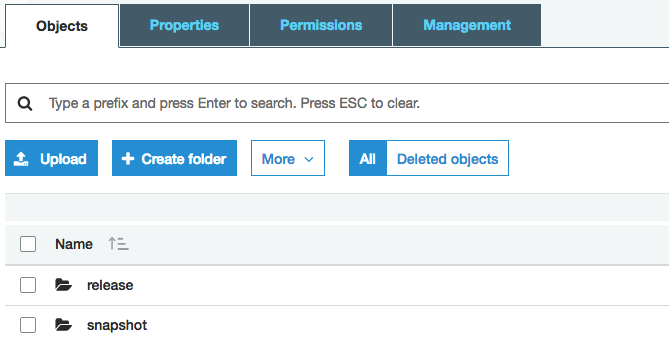 Objects Properties Permissions Management
Type a prefix and press Enter to search. Press ESC to clear.
Upload Create folder More All Deleted objects
Name
release
snapshot